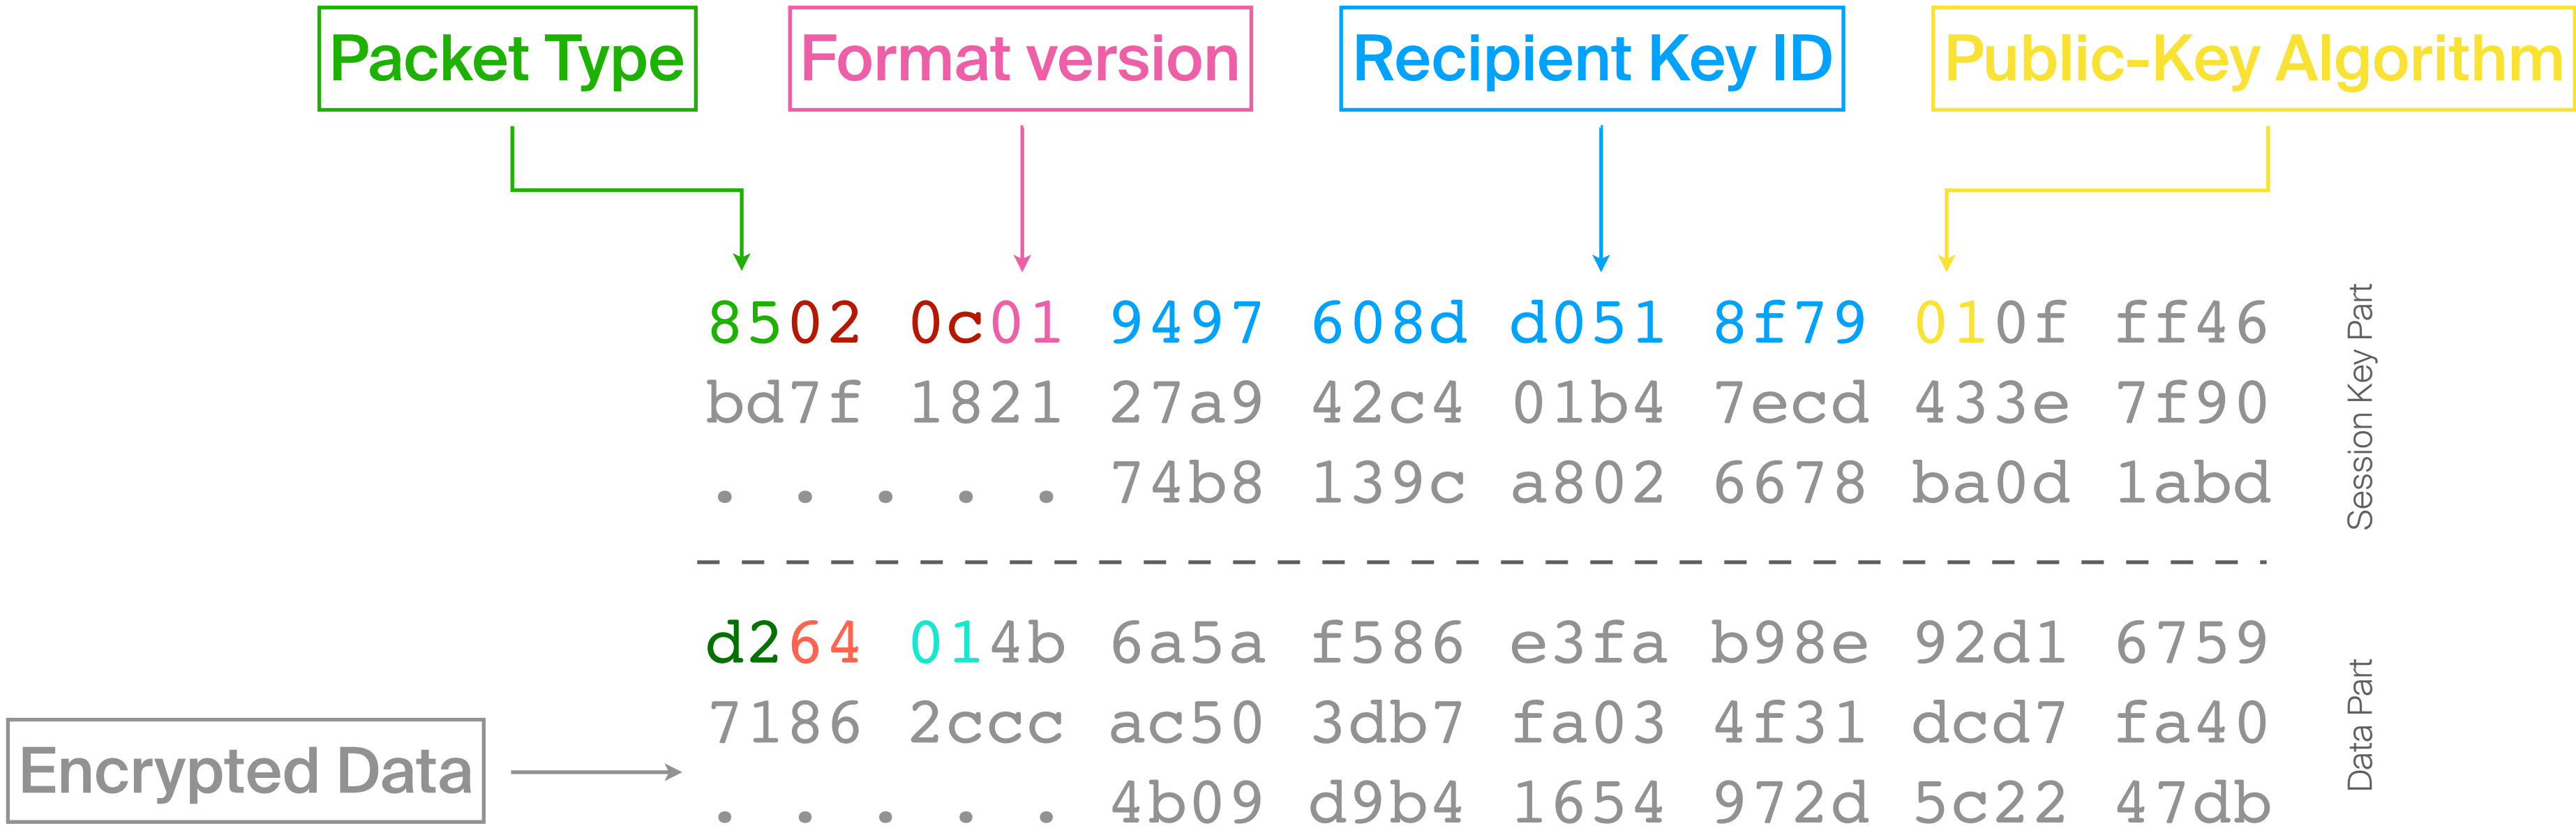 Packet Type Format version Recipient Key ID Public-Key Algorithm
8502 0c01 9497 608d d051 8f79 010f ff46
bd7f 1821 27a9 42c4 01b4 7ecd 433e 7f90
. . . . . 74b8 139c a802 6678 ba0d 1abd
Session Key Part
d264 014b 6a5a f586 e3fa b98e 92d1 6759
7186 2ccc ac50 3db7 fa03 4f31 dcd7 fa40
. . . . . 4b09 d9b4 1654 972d 5c22 47db
Data Part
Encrypted Data